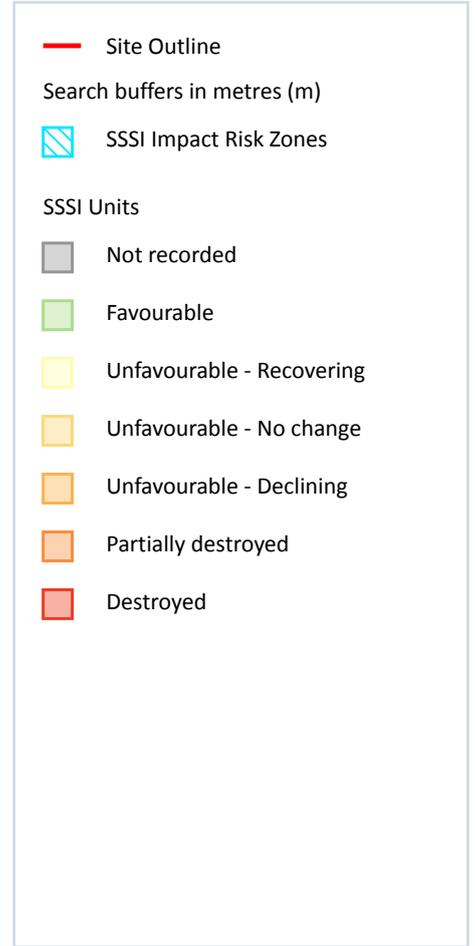 Site Outline
Search buffers in metres (m)
SSSI Impact Risk Zones
SSSI Units
Not recorded
Favourable
Unfavourable - Recovering
Unfavourable - No change
Unfavourable - Declining
Partially destroyed
Destroyed